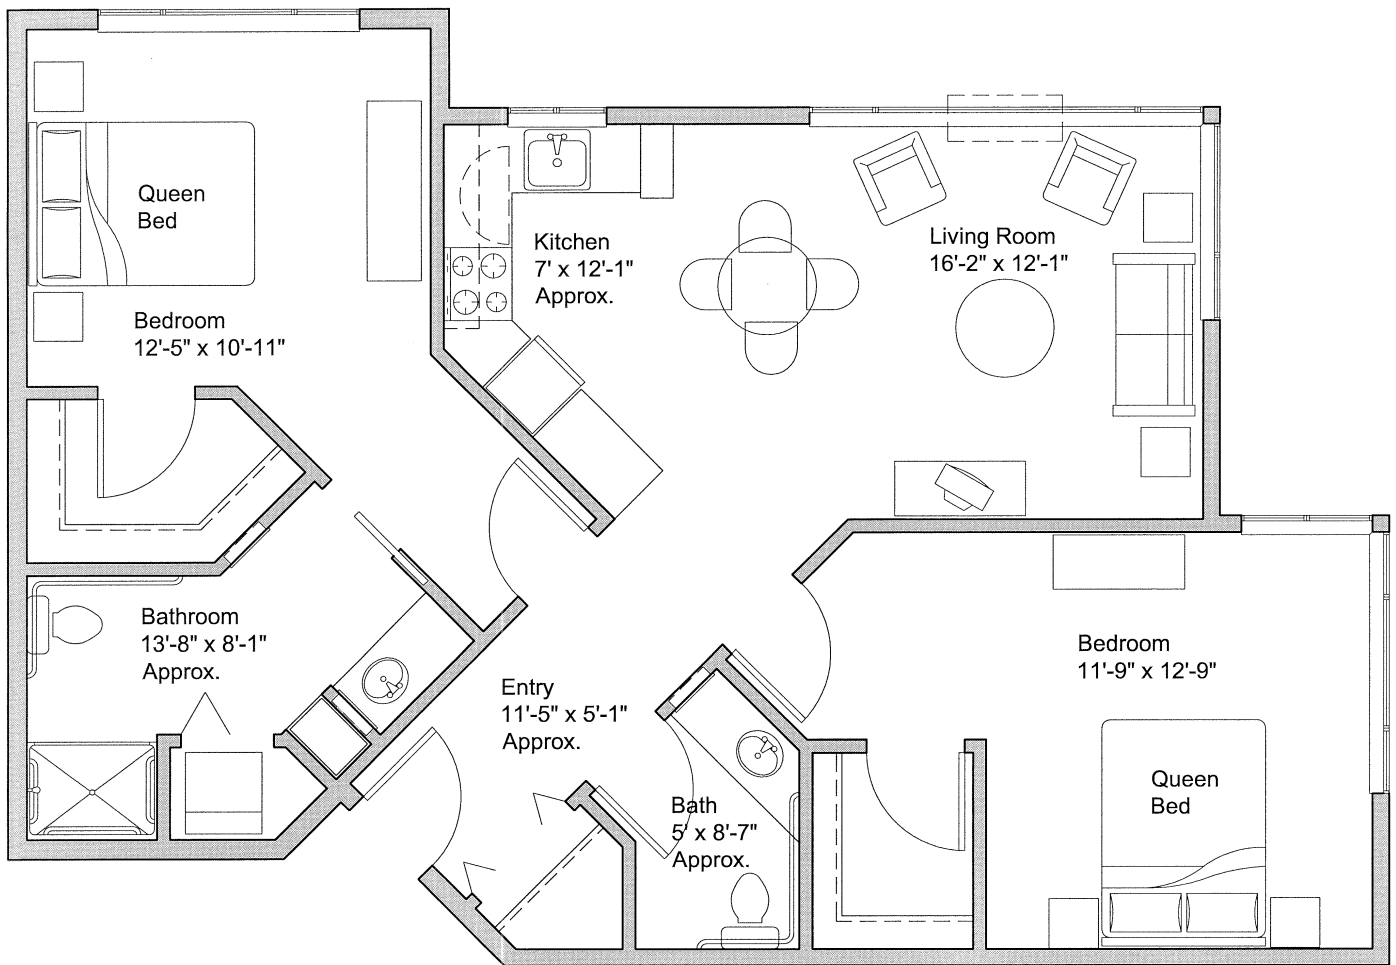 Queen
Bed
Bedroom
12'-5" x 10'-11"
Kitchen
7' x 12'-1"
Approx.
Living Room
16'-2" x 12'-1"
Bathroom
13'-8" x 8'-1"
Approx.
Entry
11'-5" x 5'-1"
Approx.
Bath
5' x 8'-7"
Approx.
Bedroom
11'-9" x 12'-9"
Queen
Bed